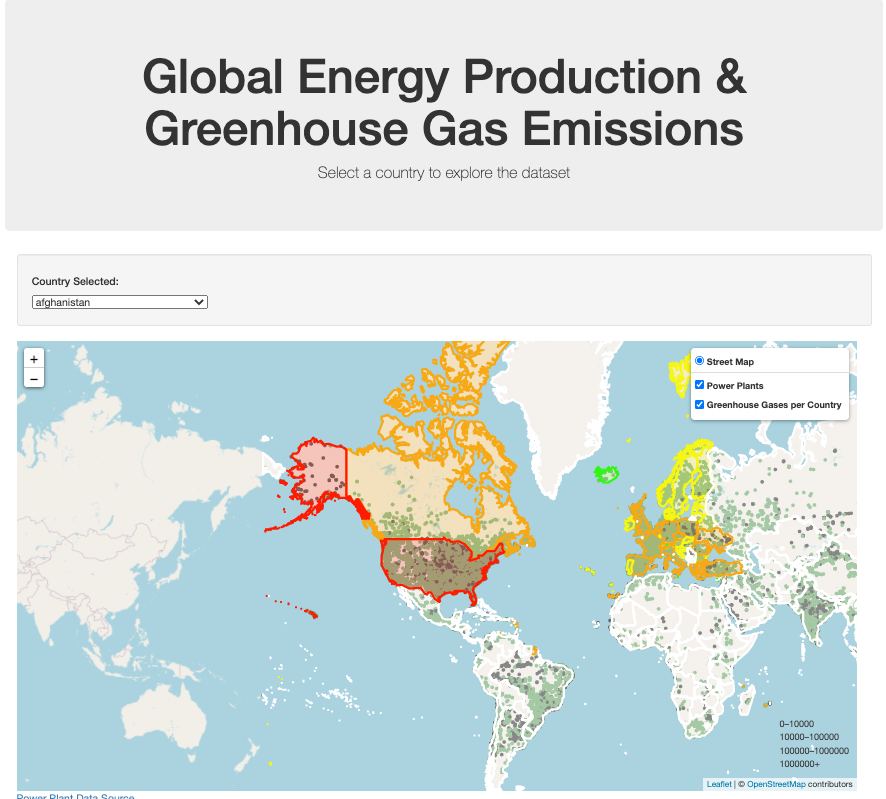 Global Energy Production &
Greenhouse Gas Emissions
Select a country to explore the dataset
Country Selected:
afghanistan
+
−
Street Map
Power Plants
Greenhouse Gases per Country
0–10000
10000–100000
100000–1000000
1000000+
Leaflet | © OpenStreetMap contributors
Power Plant Data Source